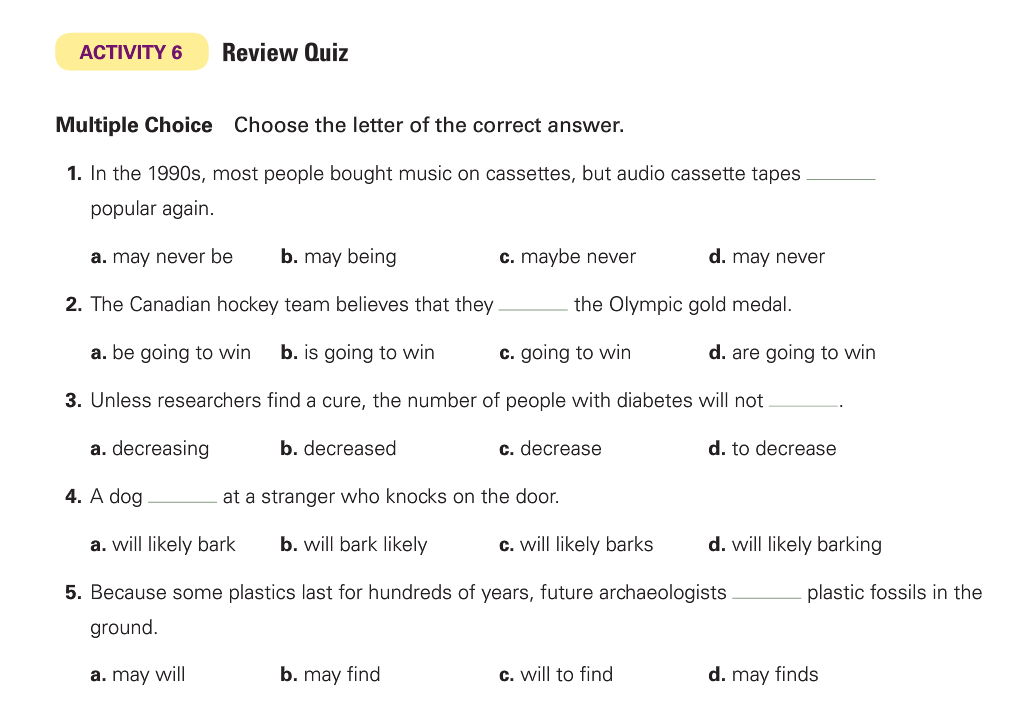 ACTIVITY 6 Review Quiz
Multiple Choice Choose the letter of the correct answer.
1. In the 1990s, most people bought music on cassettes, but audio cassette tapes ______
popular again.
a. may never be b. may being c. maybe never d. may never
2. The Canadian hockey team believes that they ______ the Olympic gold medal.
a. be going to win b. is going to win c. going to win d. are going to win
3. Unless researchers find a cure, the number of people with diabetes will not ______.
a. decreasing b. decreased c. decrease d. to decrease
4. A dog ______ at a stranger who knocks on the door.
a. will likely bark b. will bark likely c. will likely barks d. will likely barking
5. Because some plastics last for hundreds of years, future archaeologists ______ plastic fossils in the
ground.
a. may will b. may find c. will to find d. may finds